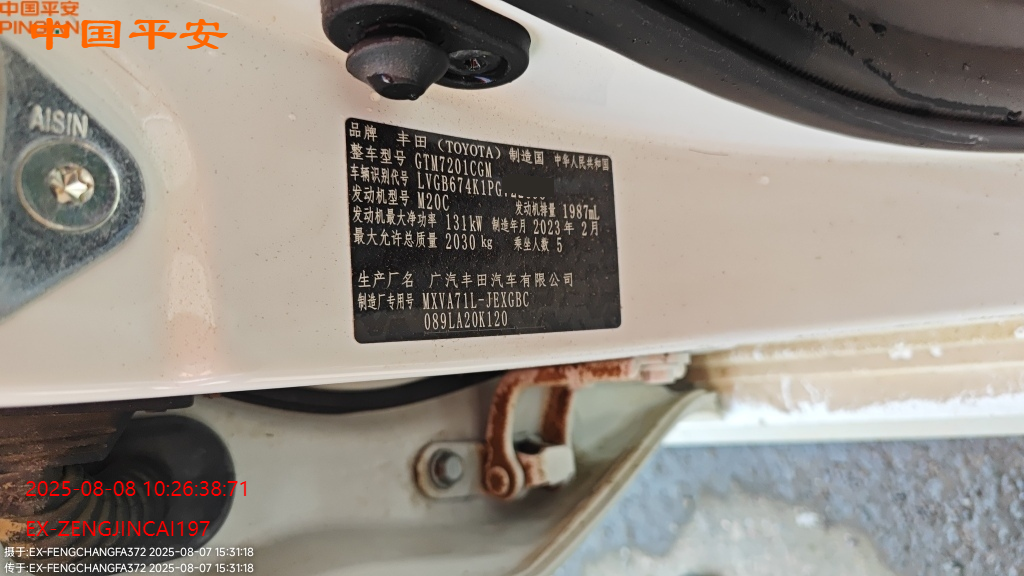 中国平安
PINGAN
中国平安
AISIN
品牌 丰田（TOYOTA）制造国 中华人民共和国
整车型号 GTM7201CGM
车辆识别代号 LVGB674K1PG
发动机型号 M20C 发动机排量 1987mL
发动机最大净功率 131kW 制造年月 2023年 2月
最大允许总质量 2030 kg 乘坐人数 5
生产厂名 广汽丰田汽车有限公司
制造厂专用号 MXVA71L-JEXGBC
089LA20K120
2025-08-08 10:26:38:71
EX-ZENGJINCAI197
摄于:EX-FENGCHANGFA372 2025-08-07 15:31:18
传于:EX-FENGCHANGFA372 2025-08-07 15:31:18